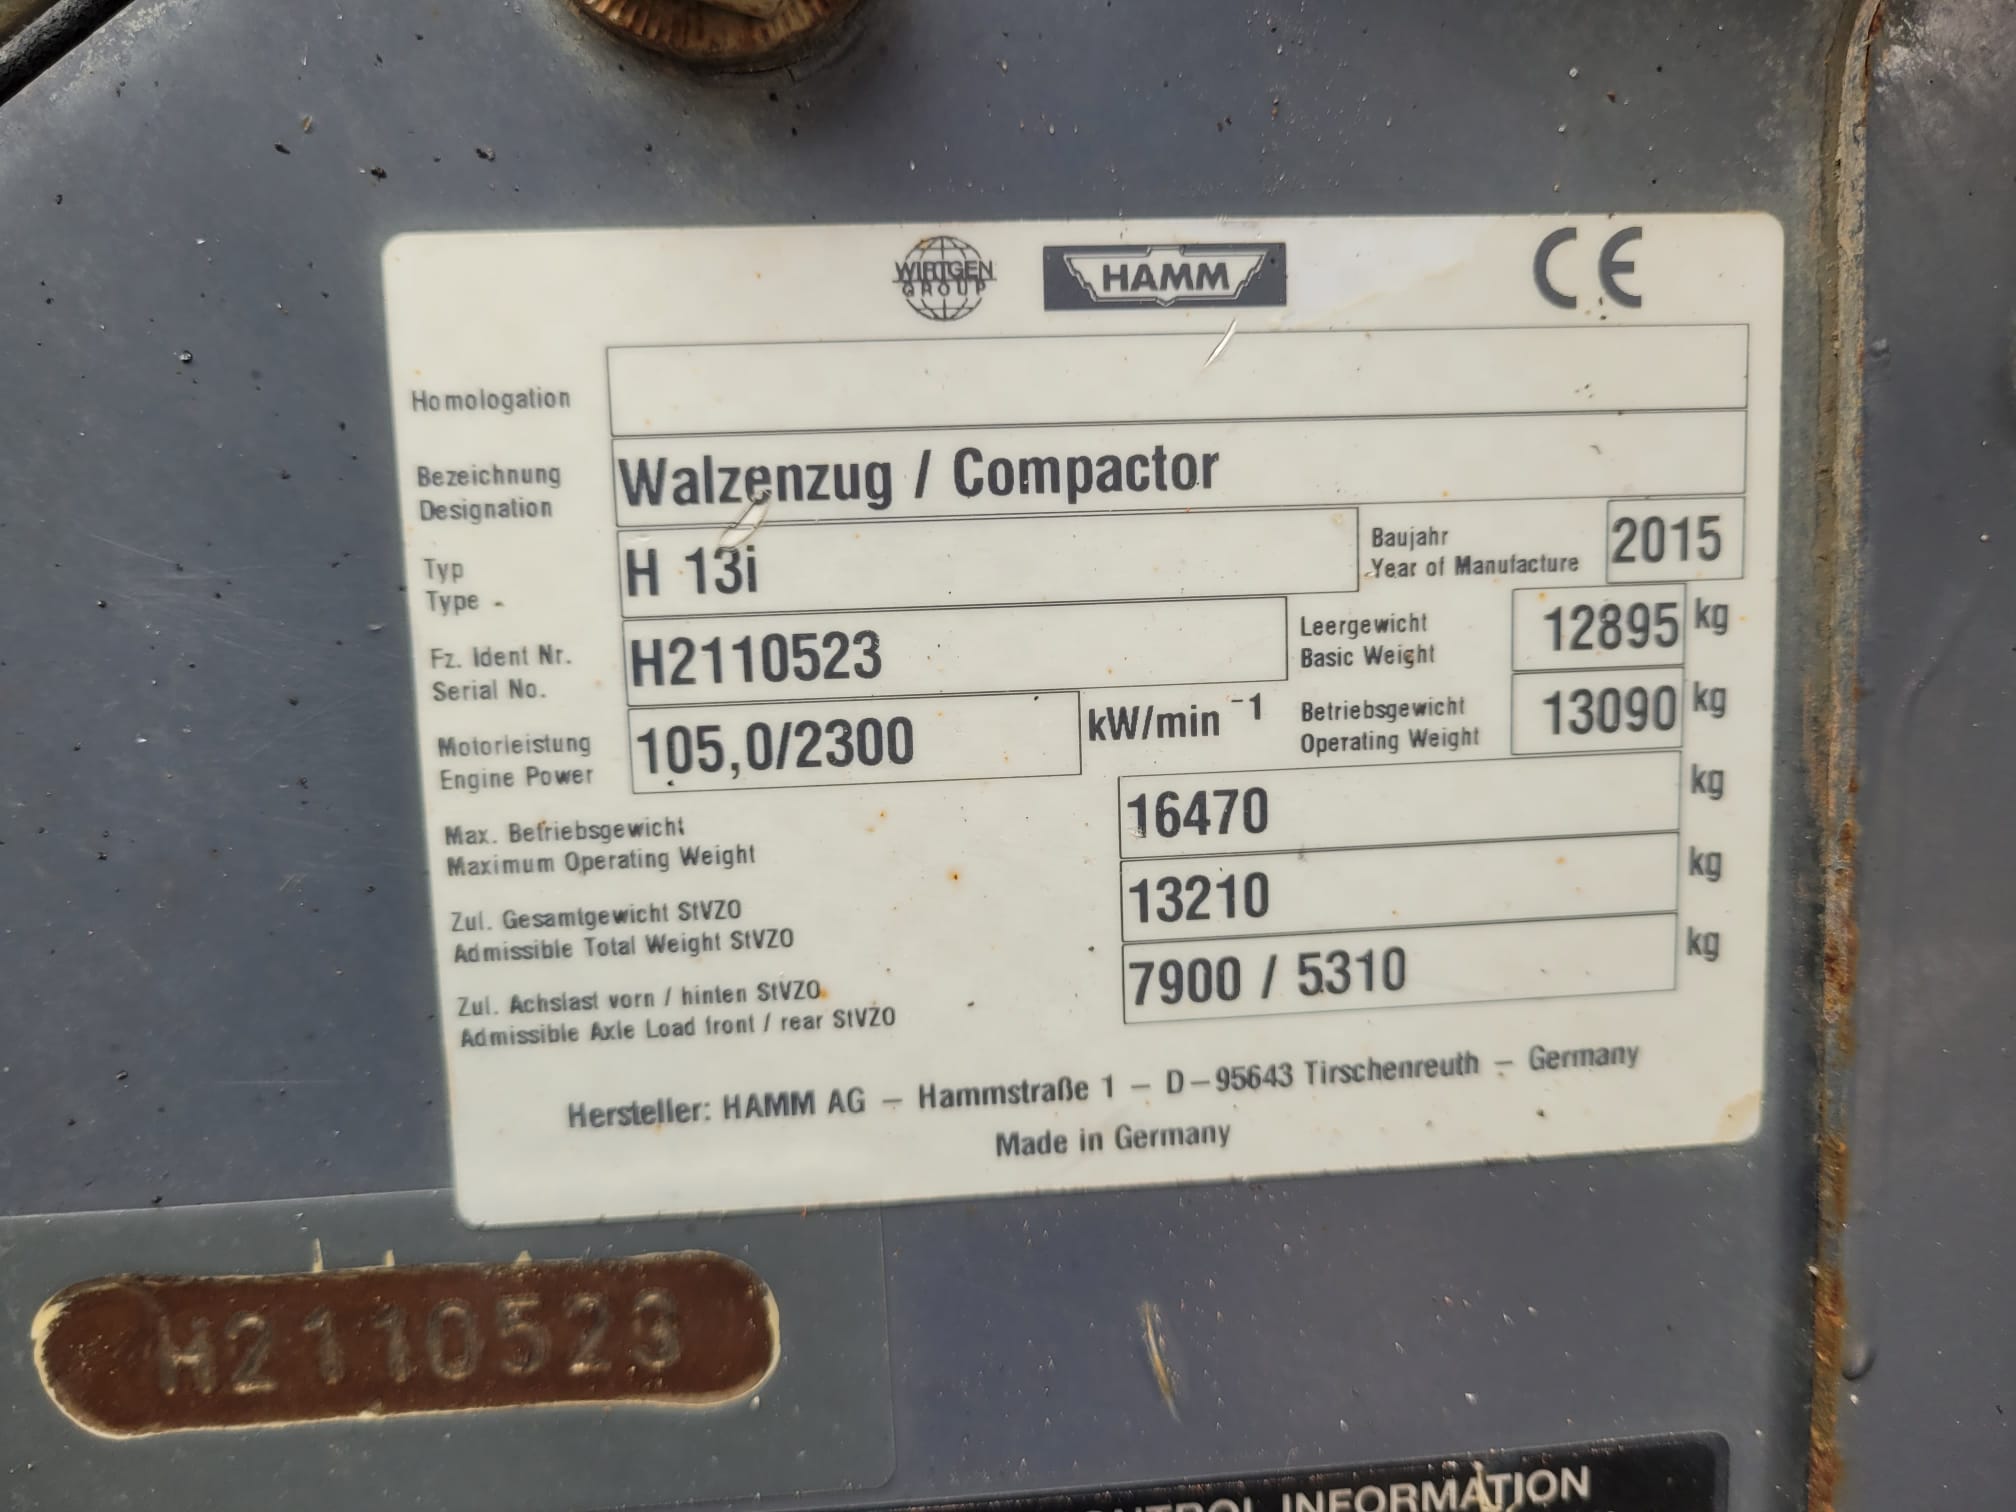 WIRTGEN
GROUP
HAMM
CE
Homologation
Bezeichnung
Designation
Walzenzug / Compactor
Typ
Type
H 13i
Baujahr
Year of Manufacture
2015
Fz. Ident Nr.
Serial No.
H2110523
Leergewicht
Basic Weight
12895 kg
Motorleistung
Engine Power
105,0/2300 kW/min ⁻¹
Betriebsgewicht
Operating Weight
13090 kg
Max. Betriebsgewicht
Maximum Operating Weight
16470 kg
Zul. Gesamtgewicht StVZO
Admissible Total Weight StVZO
13210 kg
Zul. Achslast vorn / hinten StVZO
Admissible Axle Load front / rear StVZO
7900 / 5310 kg
Hersteller: HAMM AG – Hammstraße 1 – D–95643 Tirschenreuth – Germany
Made in Germany
H2110523
INFORMATION